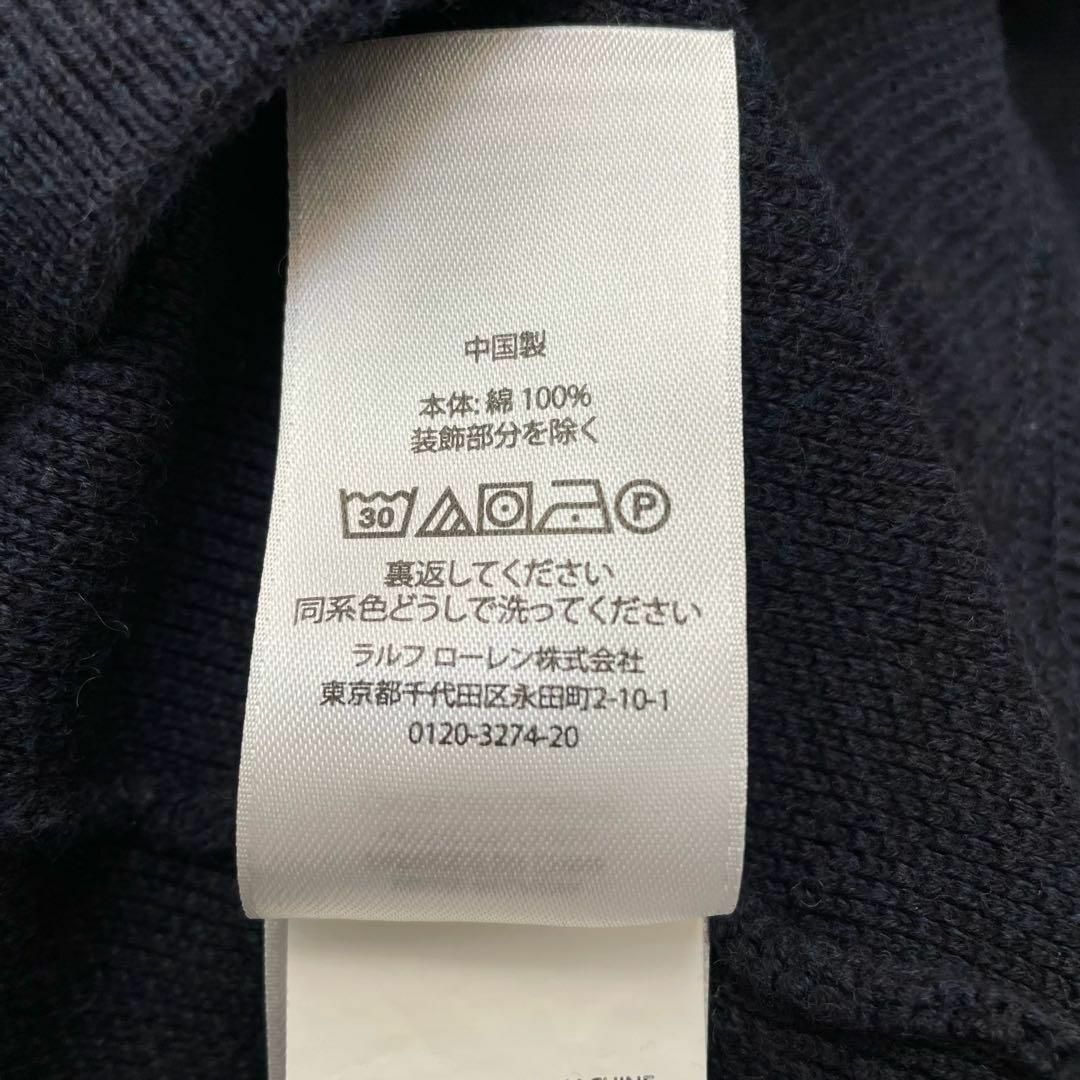 中国製
本体: 綿 100%
装飾部分を除く
30 P
裏返してください
同系色どうしで洗ってください
ラルフ ローレン株式会社
東京都千代田区永田町2-10-1
0120-3274-20